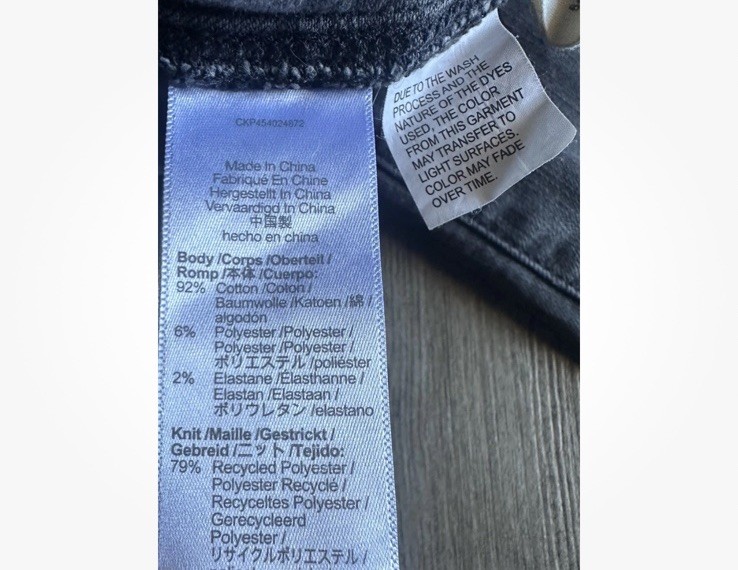 CKP454024672
Made In China
Fabriqué En Chine
Hergestellt In China
Vervaardigd In China
中国製
hecho en china
Body /Corps /Oberteil /
Romp /本体 /Cuerpo:
92% Cotton /Coton /
Baumwolle /Katoen /綿 /
algodón
6% Polyester /Polyester /
Polyester /Polyester /
ポリエステル /poliéster
2% Elastane /Élasthanne /
Elastan /Elastaan /
ポリウレタン /elastano
Knit /Maille /Gestrickt /
Gebreid /ニット /Tejido:
79% Recycled Polyester /
Polyester Recyclé /
Recyceltes Polyester /
Gerecycleerd
Polyester /
リサイクルポリエステル /
DUE TO THE WASH
PROCESS AND THE
NATURE OF THE DYES
USED, THE COLOR
FROM THIS GARMENT
MAY TRANSFER TO
LIGHT SURFACES.
COLOR MAY FADE
OVER TIME.